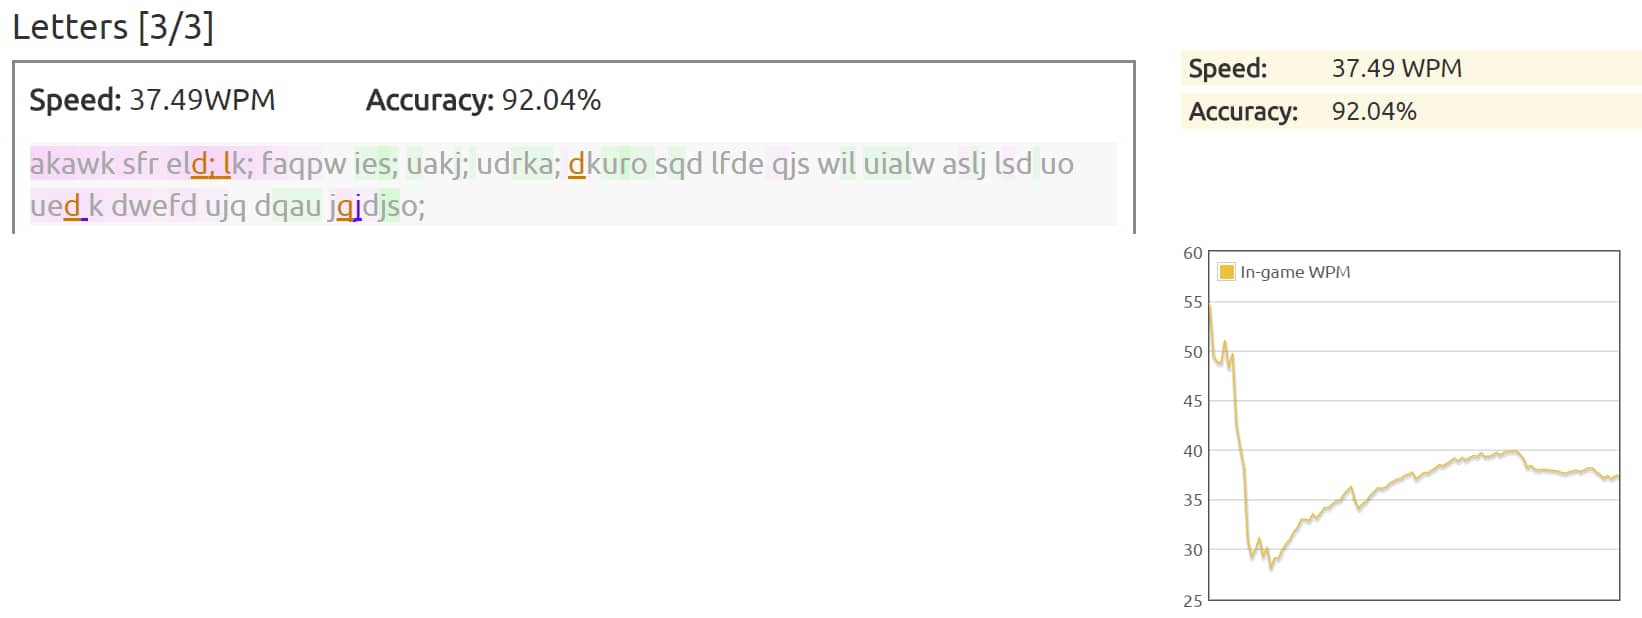 Letters [3/3]
Speed: 37.49WPM Accuracy: 92.04%
akawk sfr eld; lk; faqpw ies; uakj; udrka; dkuro sqd lfde qjs wil uialw aslj lsd uo
ued k dwefd ujq dqau jqjdjso;
Speed: 37.49 WPM
Accuracy: 92.04%
60
In-game WPM
55
50
45
40
35
30
25